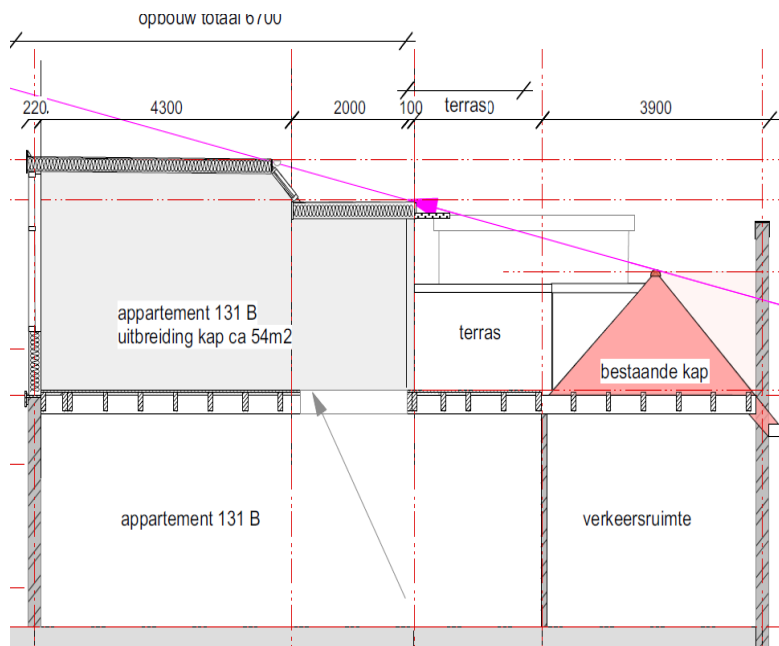 opbouw totaal 6700
220.
4300
2000
100
terras
0
3900
appartement 131 B
uitbreiding kap ca 54m2
terras
bestaande kap
appartement 131 B
verkeersruimte